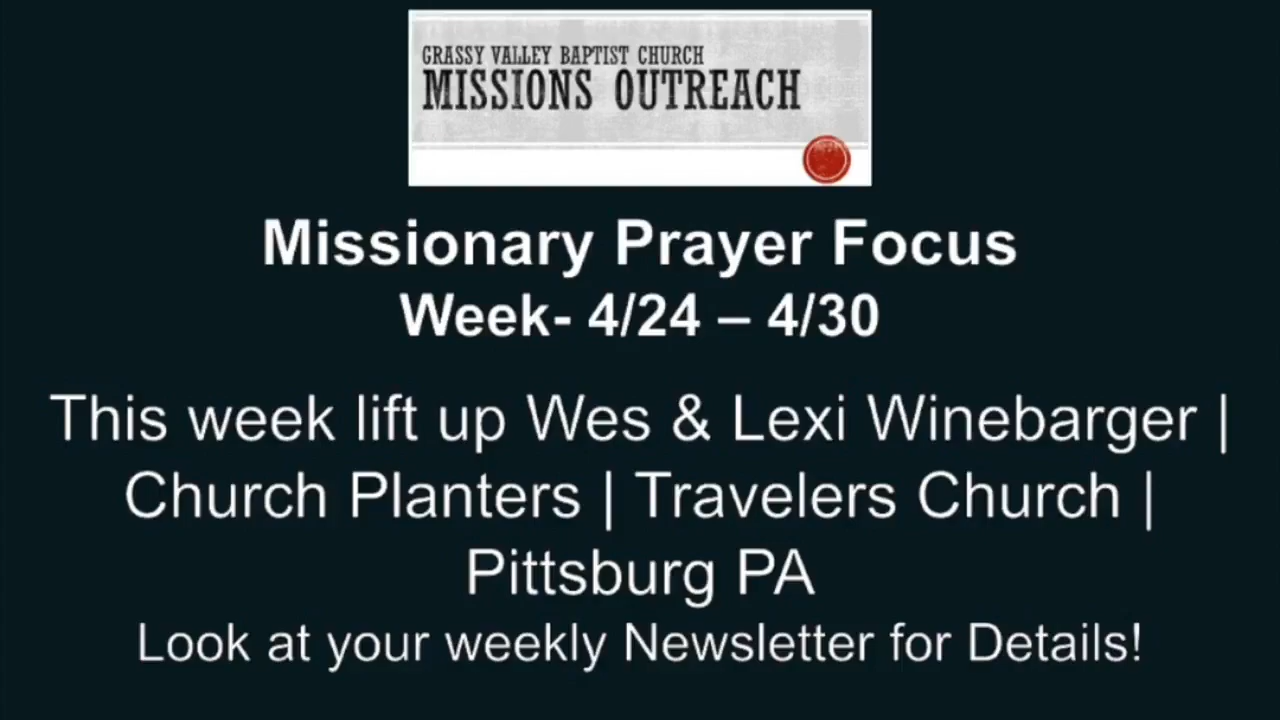 GRASSY VALLEY BAPTIST CHURCH
MISSIONS OUTREACH
Missionary Prayer Focus
Week- 4/24 – 4/30
This week lift up Wes & Lexi Winebarger |
Church Planters | Travelers Church |
Pittsburg PA
Look at your weekly Newsletter for Details!